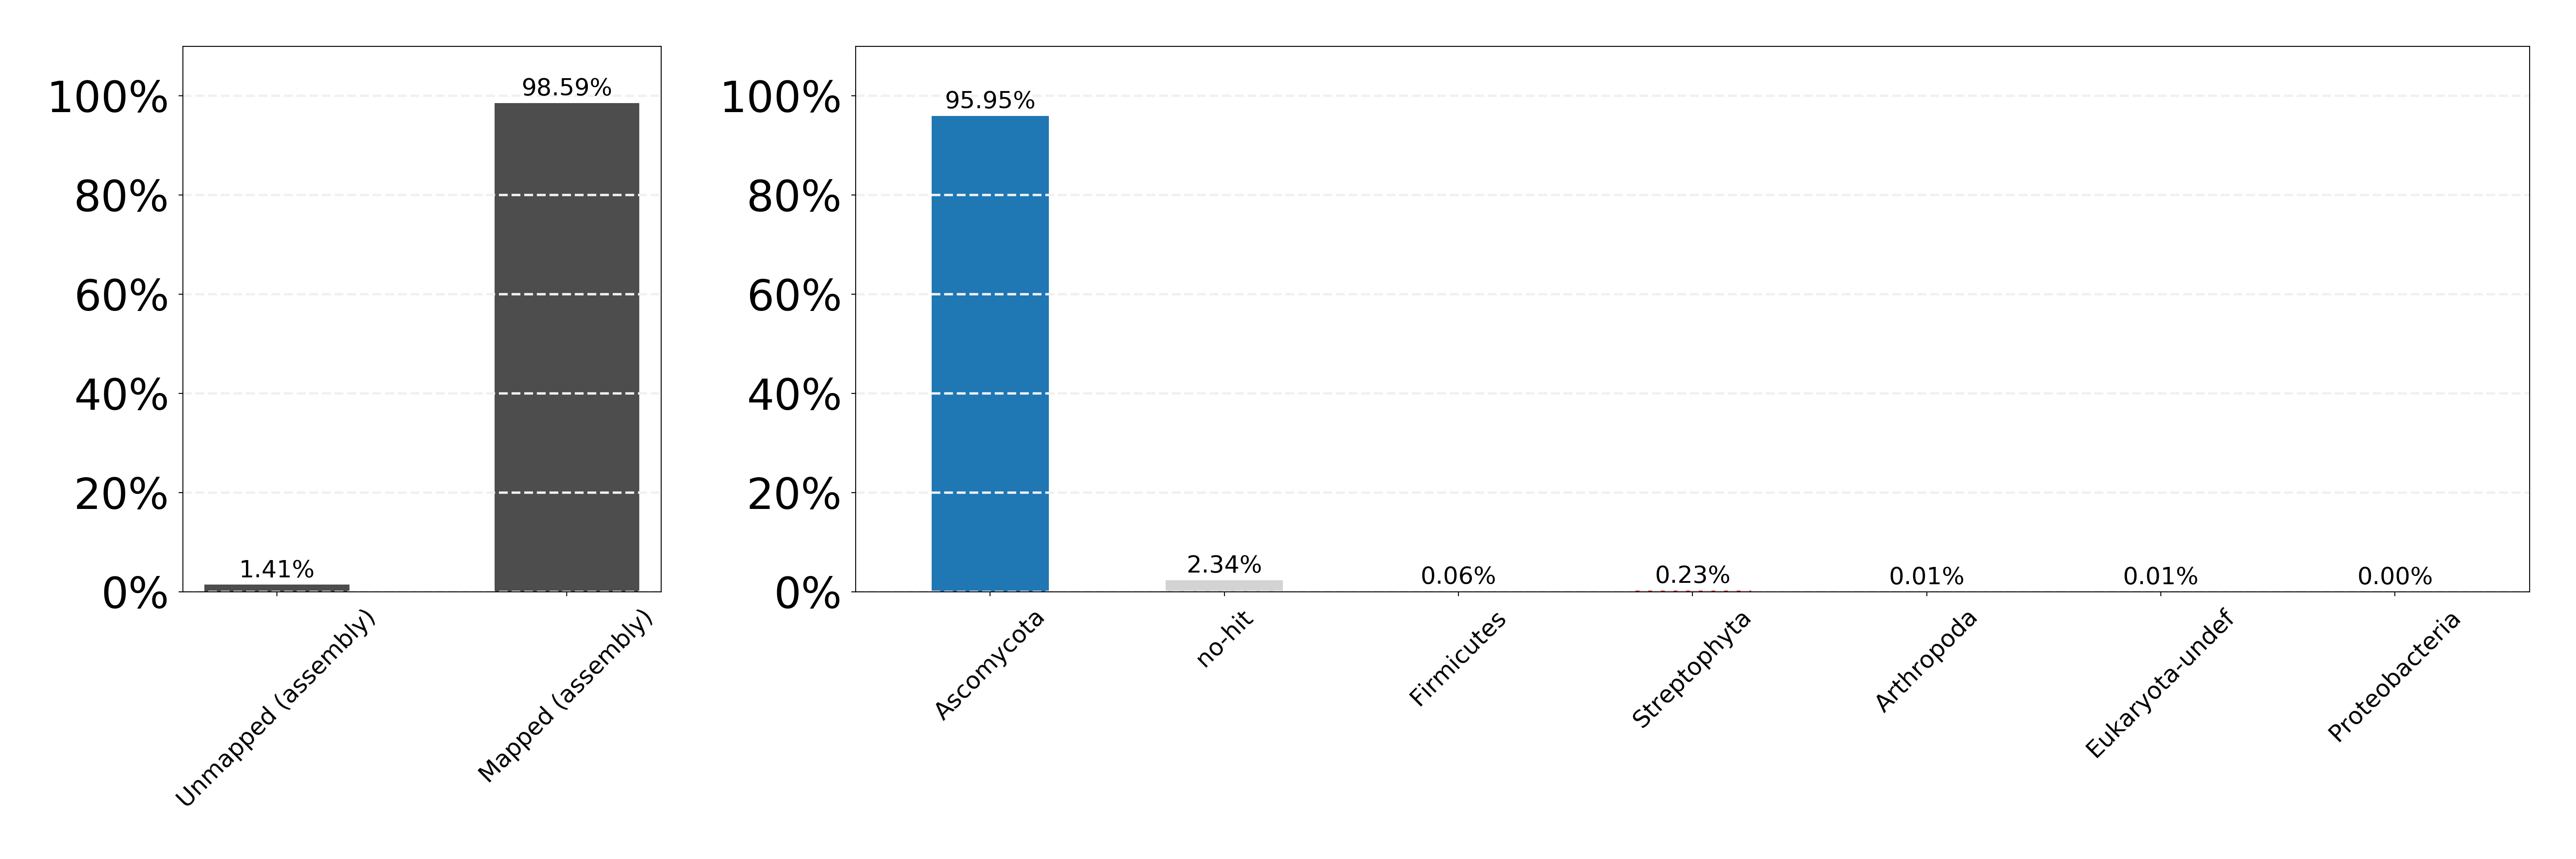 100%
80%
60%
40%
20%
0%
1.41%
98.59%
Unmapped (assembly)
Mapped (assembly)
100%
80%
60%
40%
20%
0%
95.95%
2.34%
0.06%
0.23%
0.01%
0.01%
0.00%
Ascomycota
no-hit
Firmicutes
Streptophyta
Arthropoda
Eukaryota-undef
Proteobacteria